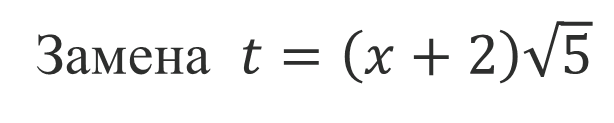 Замена t = (x + 2)√5